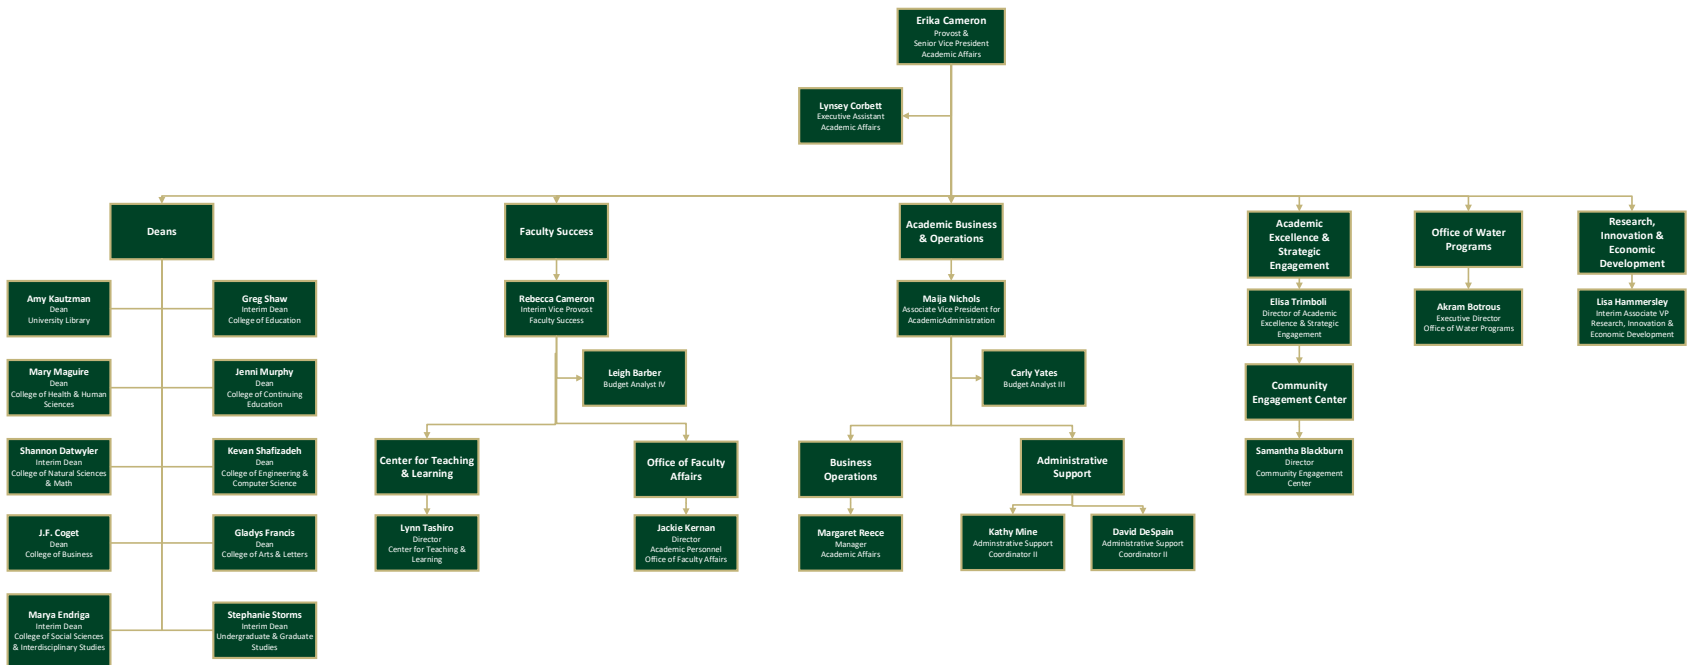 Erika Cameron
Provost &
Senior Vice President
Academic Affairs
Lynsey Corbett
Executive Assistant
Academic Affairs
Deans
Faculty Success
Academic Business
& Operations
Academic
Excellence &
Strategic
Engagement
Office of Water
Programs
Research,
Innovation &
Economic
Development
Amy Kautzman
Dean
University Library
Greg Shaw
Interim Dean
College of Education
Rebecca Cameron
Interim Vice Provost
Faculty Success
Maija Nichols
Associate Vice President for
AcademicAdministration
Elisa Trimboli
Director of Academic
Excellence & Strategic
Engagement
Akram Botrous
Executive Director
Office of Water Programs
Lisa Hammersley
Interim Associate VP
Research, Innovation &
Economic Development
Mary Maguire
Dean
College of Health & Human
Sciences
Jenni Murphy
Dean
College of Continuing
Education
Leigh Barber
Budget Analyst IV
Carly Yates
Budget Analyst III
Community
Engagement Center
Shannon Datwyler
Interim Dean
College of Natural Sciences
& Math
Kevan Shafizadeh
Dean
College of Engineering &
Computer Science
Center for Teaching
& Learning
Office of Faculty
Affairs
Business
Operations
Administrative
Support
Samantha Blackburn
Director
Community Engagement
Center
J.F. Coget
Dean
College of Business
Gladys Francis
Dean
College of Arts & Letters
Lynn Tashiro
Director
Center for Teaching &
Learning
Jackie Kernan
Director
Academic Personnel
Office of Faculty Affairs
Margaret Reece
Manager
Academic Affairs
Kathy Mine
Adminstrative Support
Coordinator II
David DeSpain
Administrative Support
Coordinator II
Marya Endriga
Interim Dean
College of Social Sciences
& Interdisciplinary Studies
Stephanie Storms
Interim Dean
Undergraduate & Graduate
Studies